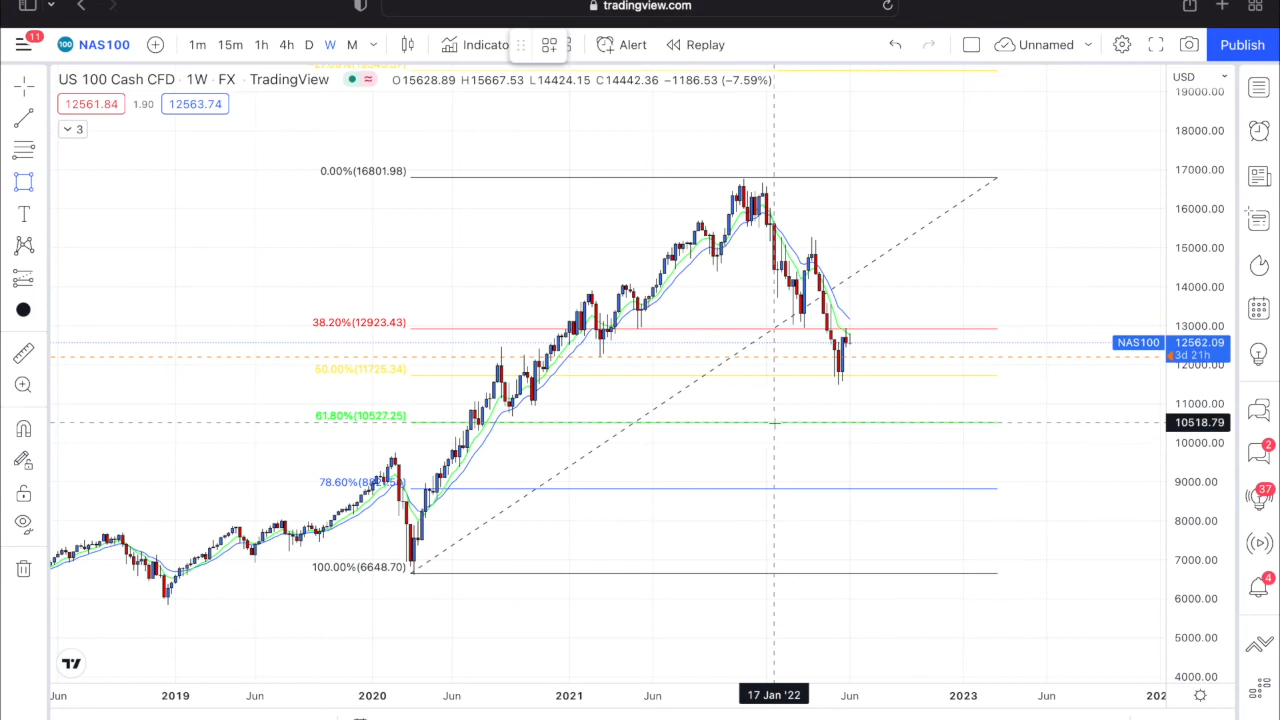 tradingview.com
11
100 NAS100
1m 15m 1h 4h D W M
Indicato
Alert
Replay
Unnamed
Publish
US 100 Cash CFD · 1W · FX · TradingView
O15628.89 H15667.53 L14424.15 C14442.36 −1186.53 (−7.59%)
USD
12561.84 1.90 12563.74
3
19000.00
18000.00
0.00%(16801.98)
17000.00
16000.00
15000.00
14000.00
38.20%(12923.43)
13000.00
NAS100 12562.09
3d 21h
12000.00
50.00%(11725.34)
11000.00
61.80%(10527.25)
10518.79
10000.00
78.60%(8
9000.00
8000.00
100.00%(6648.70)
7000.00
6000.00
5000.00
4000.00
Jun 2019 Jun 2020 Jun 2021 Jun 17 Jan '22 Jun 2023 Jun 202
2
37
4